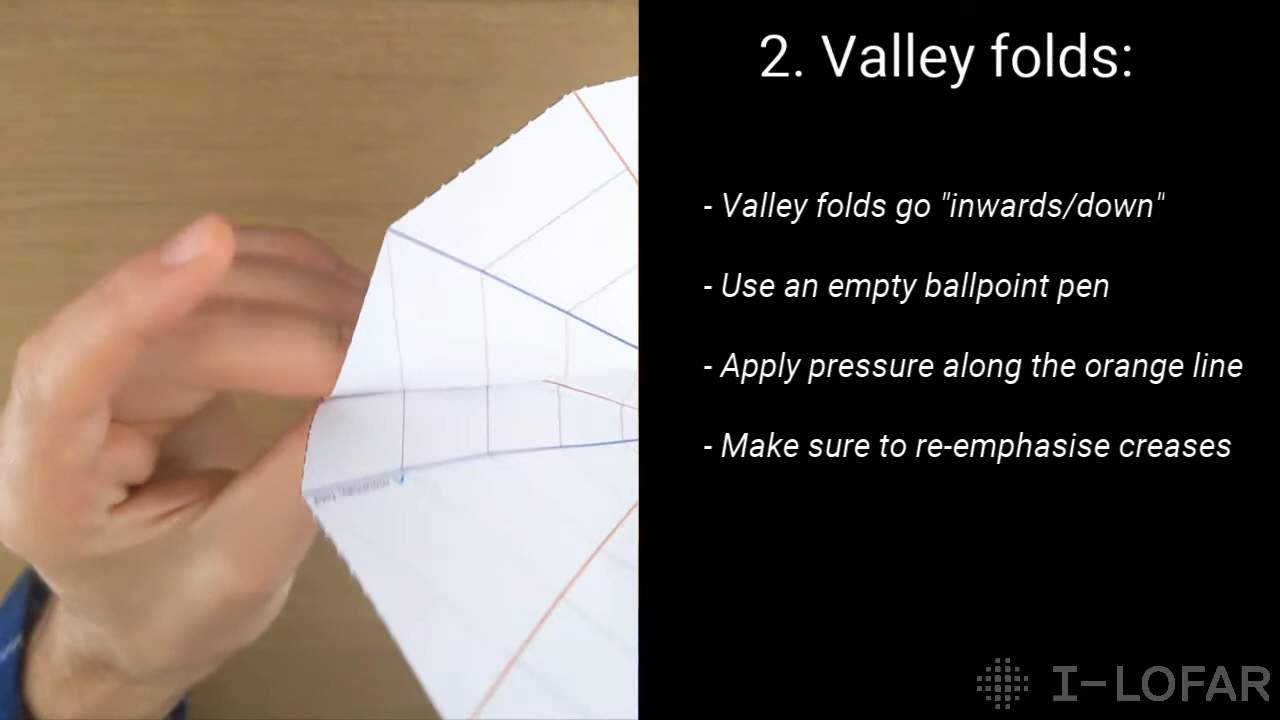 2. Valley folds:
- Valley folds go "inwards/down"
- Use an empty ballpoint pen
- Apply pressure along the orange line
- Make sure to re-emphasise creases
I-LOFAR